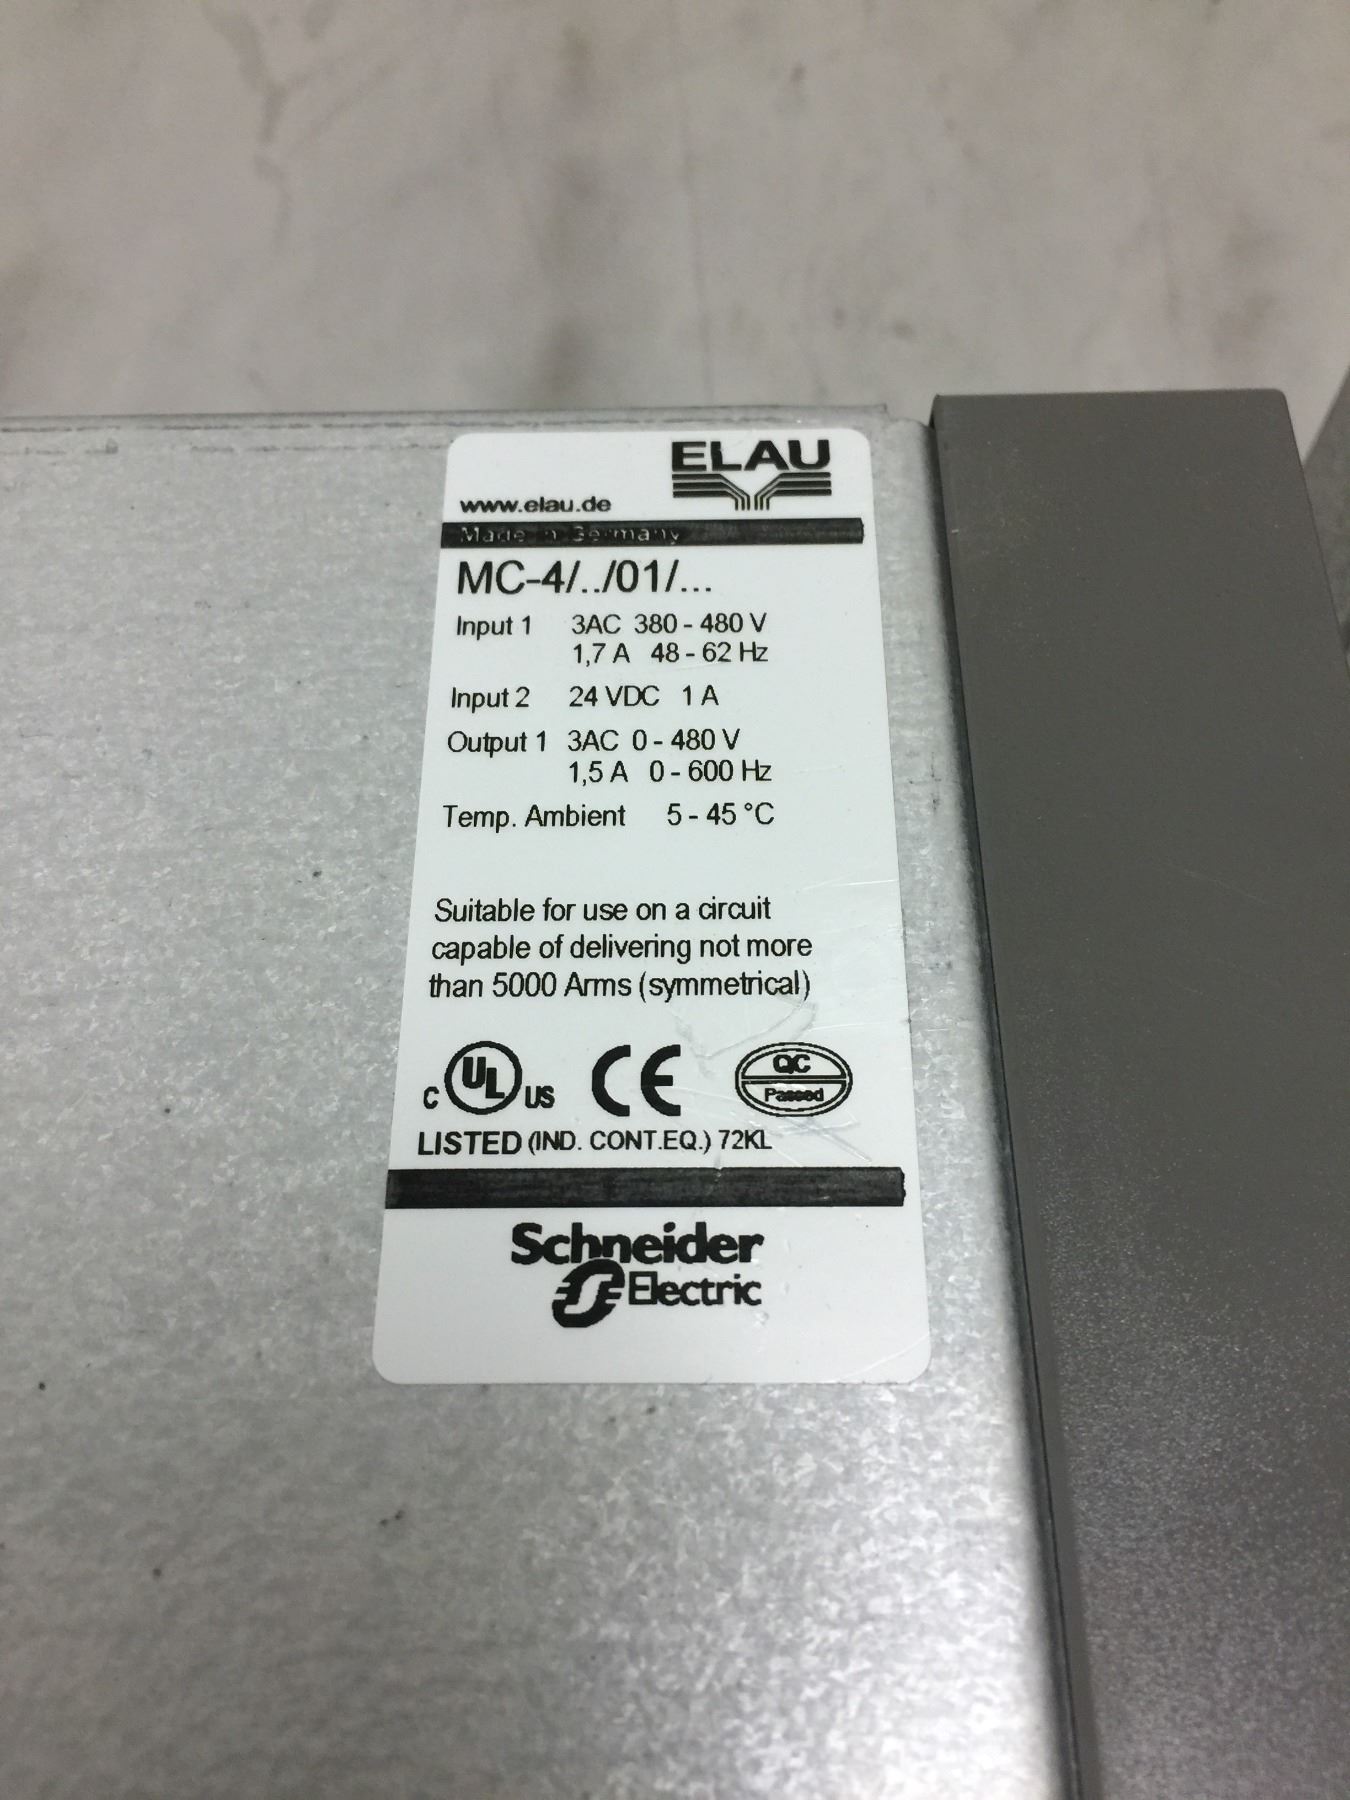 ELAU
www.elau.de
Made in Germany
MC-4/../01/...
Input 1 3AC 380 - 480 V
1,7 A 48 - 62 Hz
Input 2 24 VDC 1 A
Output 1 3AC 0 - 480 V
1,5 A 0 - 600 Hz
Temp. Ambient 5 - 45 °C
Suitable for use on a circuit
capable of delivering not more
than 5000 Arms (symmetrical)
C UL US CE QC Passed
LISTED (IND. CONT.EQ.) 72KL
Schneider
Electric